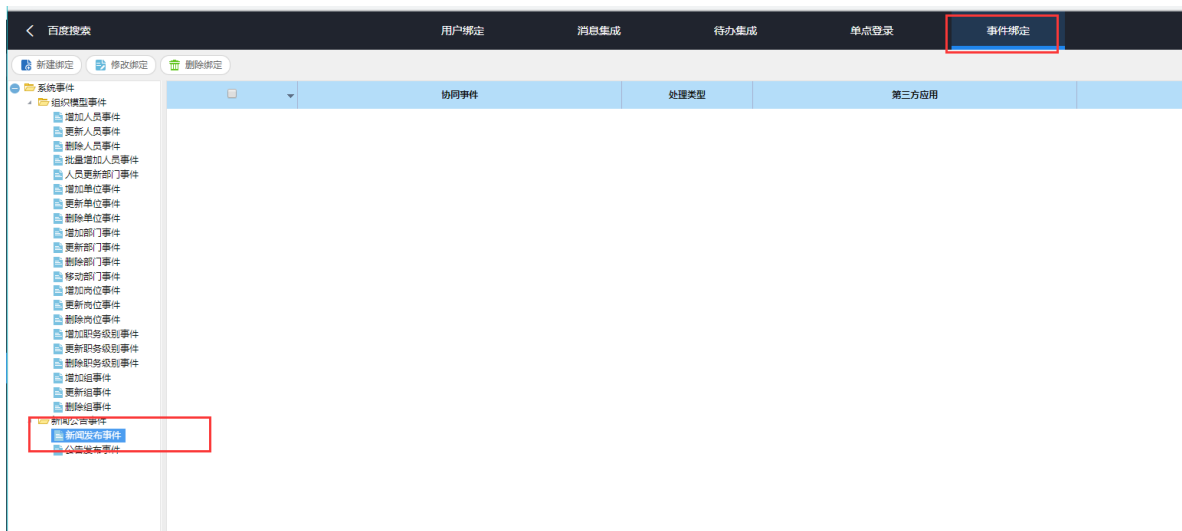 百度搜索 用户绑定 消息集成 待办集成 单点登录 事件绑定
新建绑定 修改绑定 删除绑定
系统事件
组织模型事件
增加人员事件
更新人员事件
删除人员事件
批量增加人员事件
人员更新部门事件
增加单位事件
更新单位事件
删除单位事件
增加部门事件
更新部门事件
删除部门事件
移动部门事件
增加岗位事件
更新岗位事件
删除岗位事件
增加职务级别事件
更新职务级别事件
删除职务级别事件
增加组事件
更新组事件
删除组事件
新闻公告事件
新闻发布事件
公告发布事件
协同事件 处理类型 第三方应用